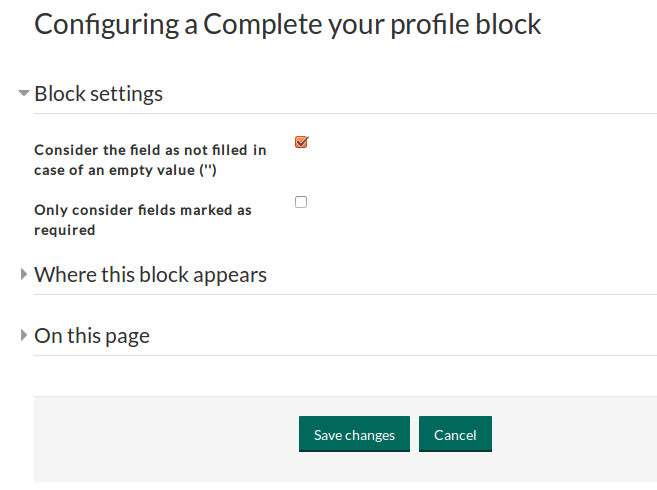 Configuring a Complete your profile block
Block settings
Consider the field as not filled in
case of an empty value ('')
Only consider fields marked as
required
Where this block appears
On this page
Save changes
Cancel